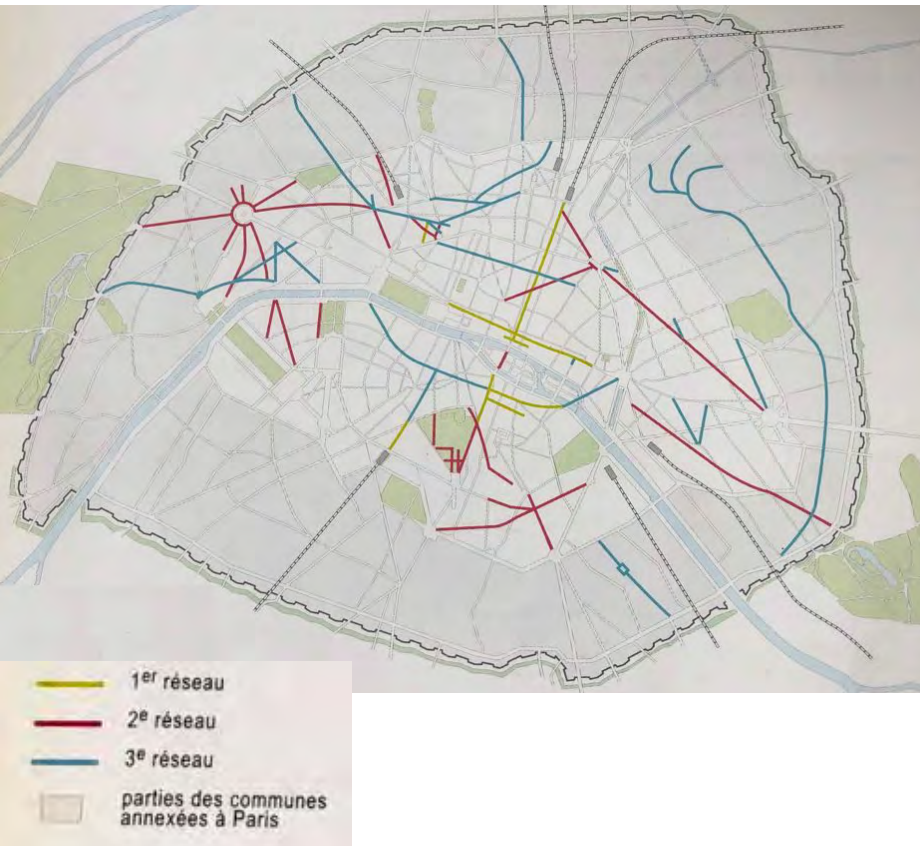 1er réseau
2e réseau
3e réseau
parties des communes
annexées à Paris